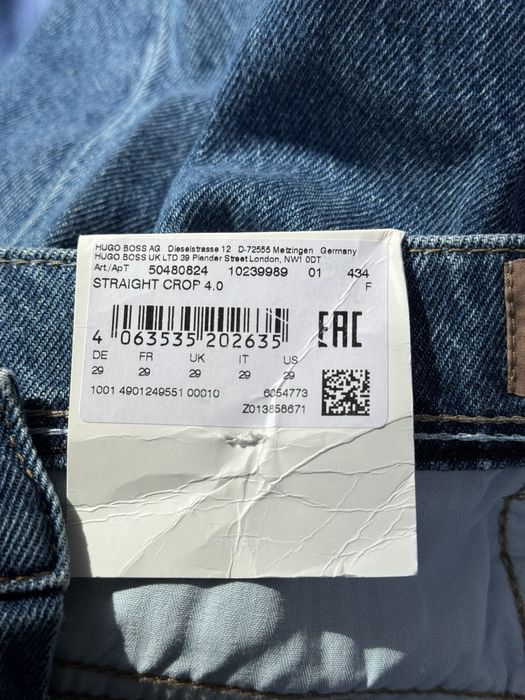 HUGO BOSS AG Dieselstrasse 12 D-72555 Metzingen Germany
HUGO BOSS UK LTD 39 Plender Street London, NW1 0DT
Art./АрТ 50480824 10239989 01 434
STRAIGHT CROP 4.0 F
4 063535 202635 EAC
DE FR UK IT US
29 29 29 29 29
1001 4901249551 00010 6054773
Z013858671